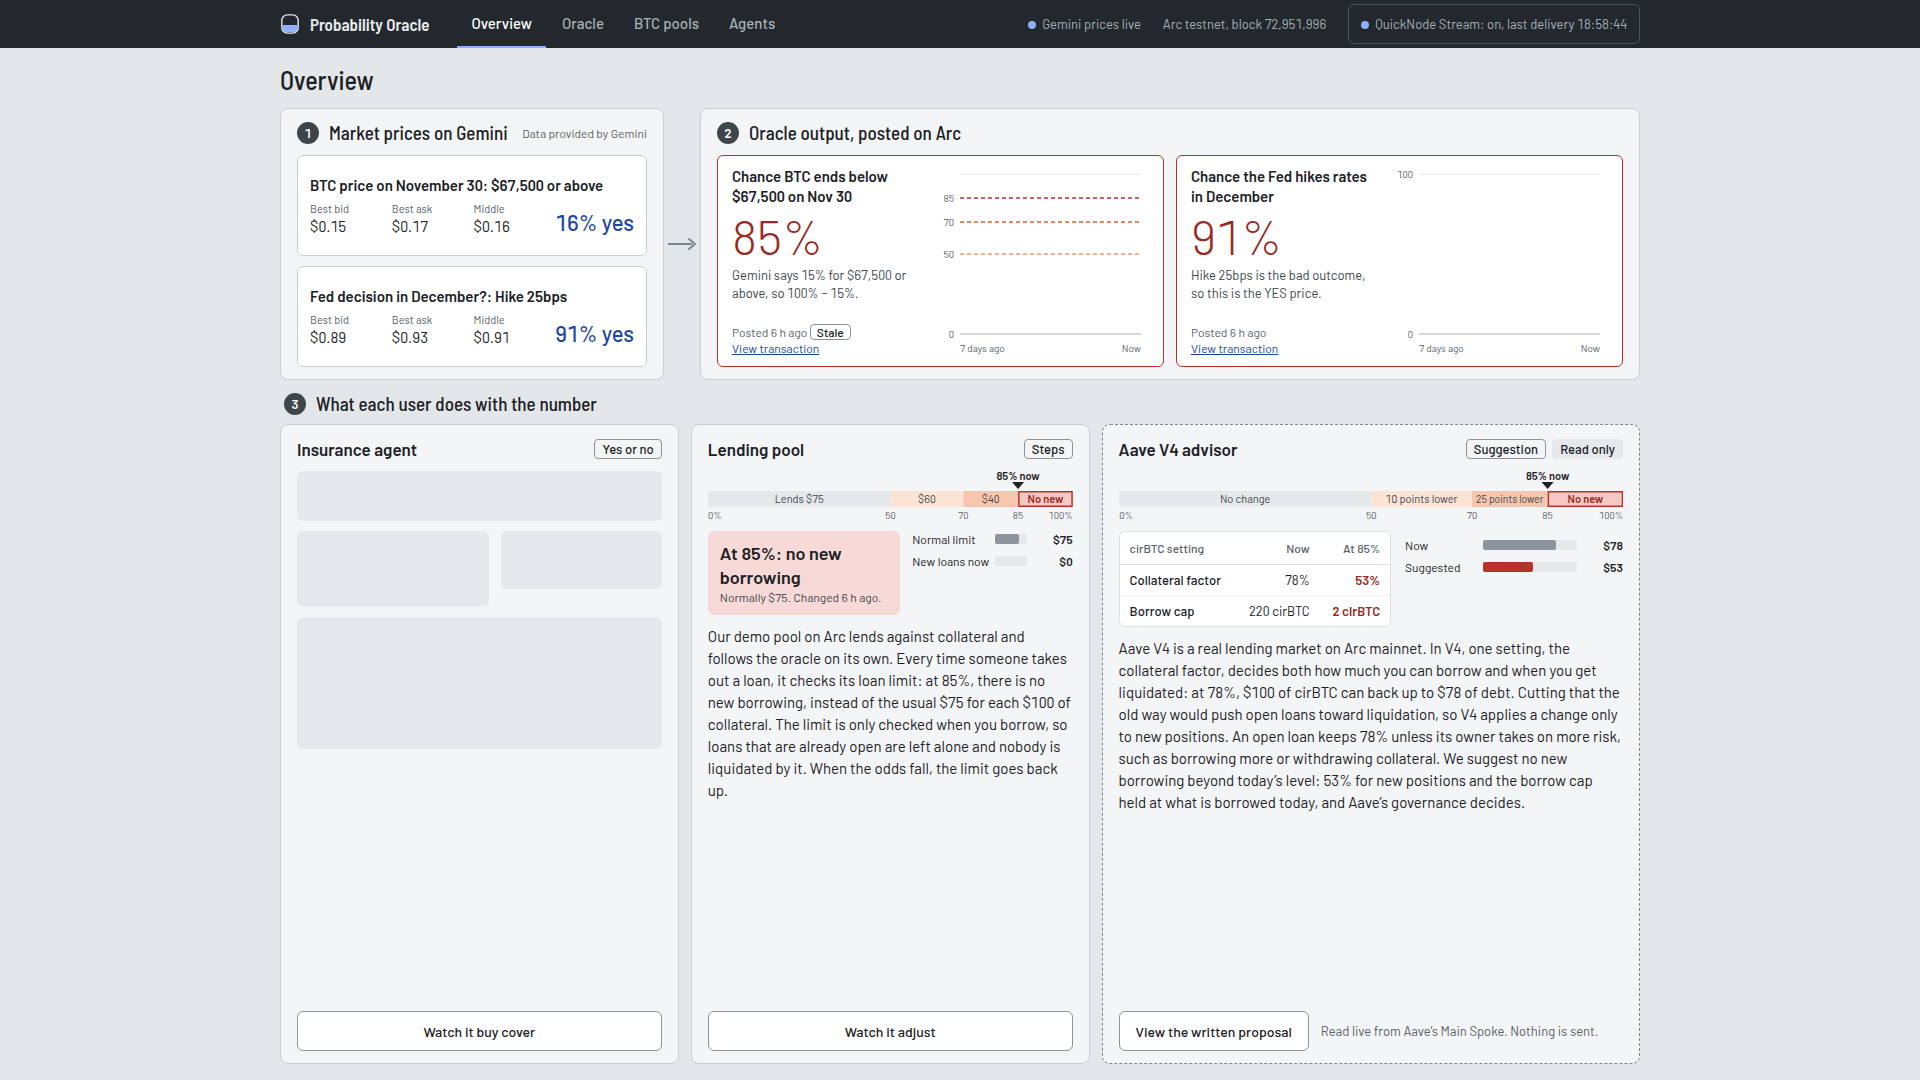 Probability Oracle
Overview
Oracle
BTC pools
Agents
Gemini prices live
Arc testnet, block 72,951,996
QuickNode Stream: on, last delivery 18:58:44
Overview
1 Market prices on Gemini
Data provided by Gemini
BTC price on November 30: $67,500 or above
Best bid
Best ask
Middle
$0.15
$0.17
$0.16
16% yes
Fed decision in December?: Hike 25bps
Best bid
Best ask
Middle
$0.89
$0.93
$0.91
91% yes
2 Oracle output, posted on Arc
Chance BTC ends below
$67,500 on Nov 30
85%
Gemini says 15% for $67,500 or
above, so 100% – 15%.
Posted 6 h ago Stale
View transaction
85
70
50
0
7 days ago
Now
Chance the Fed hikes rates
in December
91%
Hike 25bps is the bad outcome,
so this is the YES price.
Posted 6 h ago
View transaction
100
0
7 days ago
Now
3 What each user does with the number
Insurance agent
Yes or no
Watch it buy cover
Lending pool
Steps
85% now
Lends $75
$60
$40
No new
0%
50
70
85
100%
At 85%: no new
borrowing
Normally $75. Changed 6 h ago.
Normal limit
$75
New loans now
$0
Our demo pool on Arc lends against collateral and
follows the oracle on its own. Every time someone takes
out a loan, it checks its loan limit: at 85%, there is no
new borrowing, instead of the usual $75 for each $100 of
collateral. The limit is only checked when you borrow, so
loans that are already open are left alone and nobody is
liquidated by it. When the odds fall, the limit goes back
up.
Watch it adjust
Aave V4 advisor
Suggestion
Read only
85% now
No change
10 points lower
25 points lower
No new
0%
50
70
85
100%
cirBTC setting
Now
At 85%
Collateral factor
78%
53%
Borrow cap
220 cirBTC
2 cirBTC
Now
$78
Suggested
$53
Aave V4 is a real lending market on Arc mainnet. In V4, one setting, the
collateral factor, decides both how much you can borrow and when you get
liquidated: at 78%, $100 of cirBTC can back up to $78 of debt. Cutting that the
old way would push open loans toward liquidation, so V4 applies a change only
to new positions. An open loan keeps 78% unless its owner takes on more risk,
such as borrowing more or withdrawing collateral. We suggest no new
borrowing beyond today’s level: 53% for new positions and the borrow cap
held at what is borrowed today, and Aave’s governance decides.
View the written proposal
Read live from Aave’s Main Spoke. Nothing is sent.